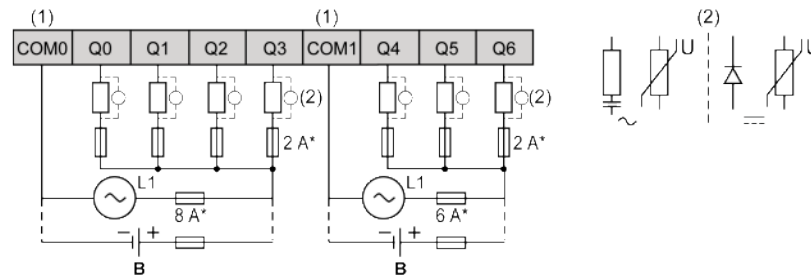 (1) (1) (2)
COM0 Q0 Q1 Q2 Q3 COM1 Q4 Q5 Q6
U U
(2) (2)
2 A* 2 A*
L1 L1
8 A* 6 A*
− + − +
B B